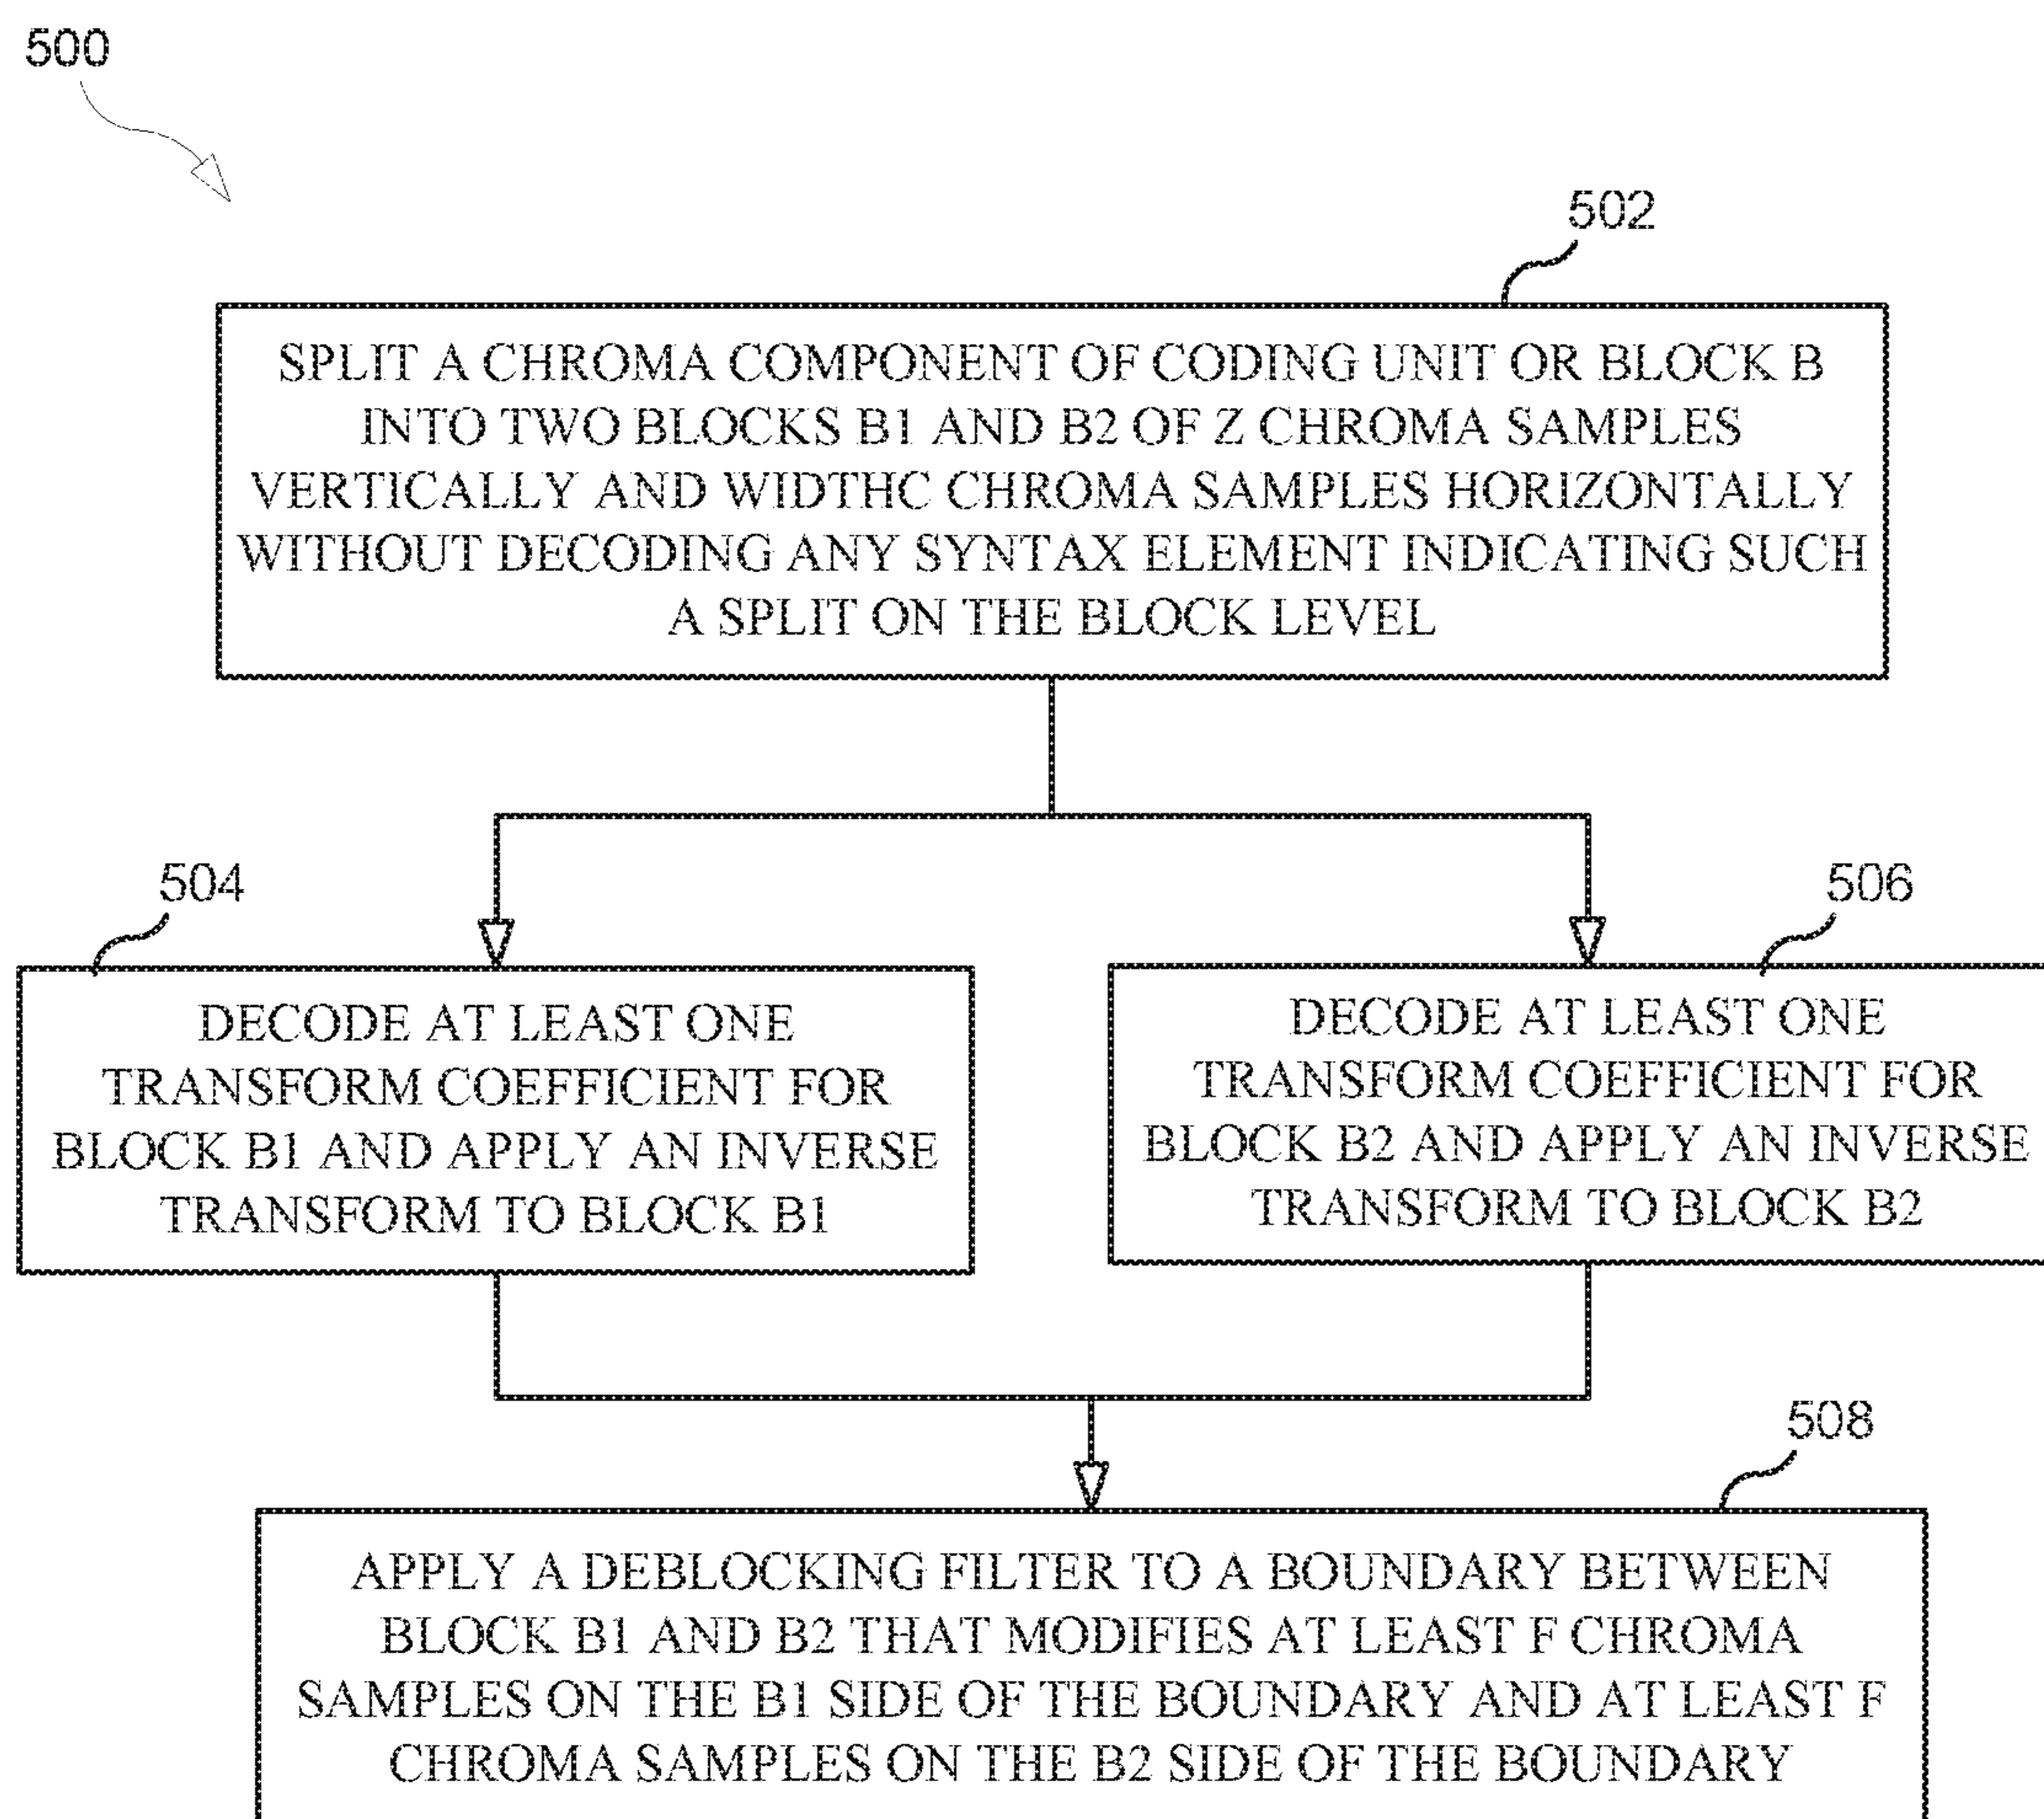 500
502
SPLIT A CHROMA COMPONENT OF CODING UNIT OR BLOCK B
INTO TWO BLOCKS B1 AND B2 OF Z CHROMA SAMPLES
VERTICALLY AND WIDTHC CHROMA SAMPLES HORIZONTALLY
WITHOUT DECODING ANY SYNTAX ELEMENT INDICATING SUCH
A SPLIT ON THE BLOCK LEVEL
504
DECODE AT LEAST ONE
TRANSFORM COEFFICIENT FOR
BLOCK B1 AND APPLY AN INVERSE
TRANSFORM TO BLOCK B1
506
DECODE AT LEAST ONE
TRANSFORM COEFFICIENT FOR
BLOCK B2 AND APPLY AN INVERSE
TRANSFORM TO BLOCK B2
508
APPLY A DEBLOCKING FILTER TO A BOUNDARY BETWEEN
BLOCK B1 AND B2 THAT MODIFIES AT LEAST F CHROMA
SAMPLES ON THE B1 SIDE OF THE BOUNDARY AND AT LEAST F
CHROMA SAMPLES ON THE B2 SIDE OF THE BOUNDARY